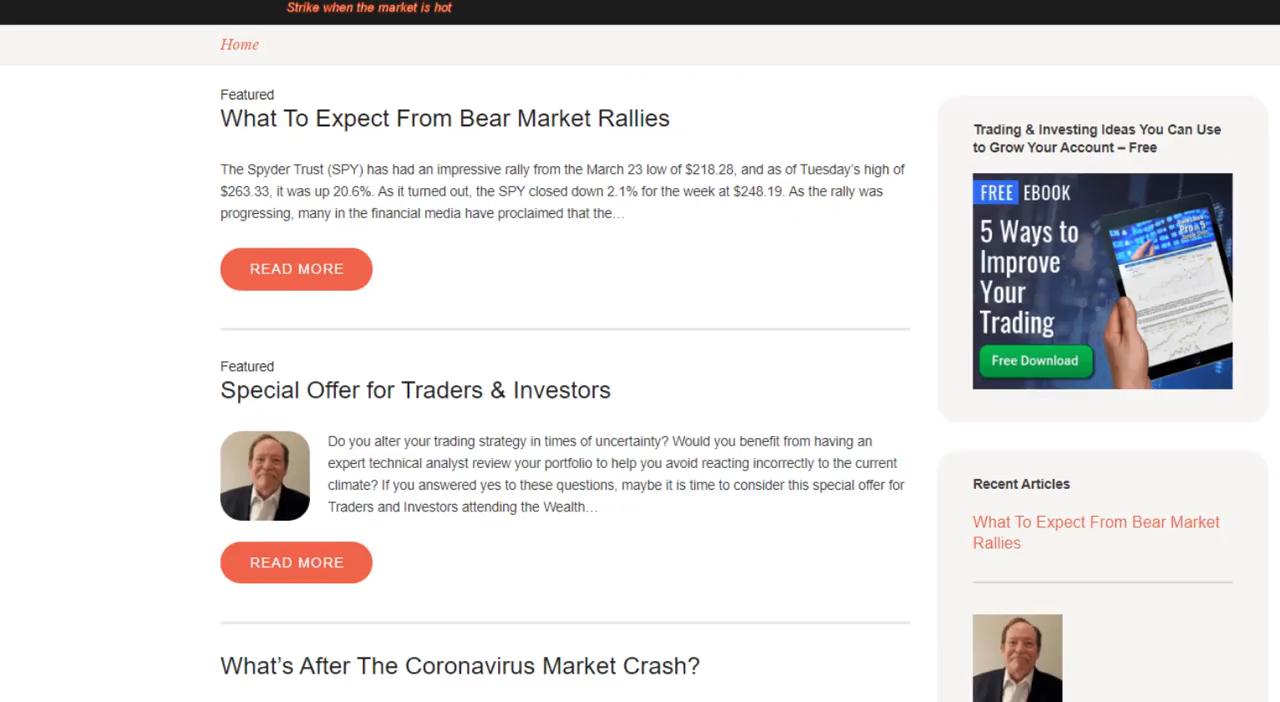 Strike when the market is hot
Home
Featured
What To Expect From Bear Market Rallies
The Spyder Trust (SPY) has had an impressive rally from the March 23 low of $218.28, and as of Tuesday's high of
$263.33, it was up 20.6%. As it turned out, the SPY closed down 2.1% for the week at $248.19. As the rally was
progressing, many in the financial media have proclaimed that the…
READ MORE
Featured
Special Offer for Traders & Investors
Do you alter your trading strategy in times of uncertainty? Would you benefit from having an
expert technical analyst review your portfolio to help you avoid reacting incorrectly to the current
climate? If you answered yes to these questions, maybe it is time to consider this special offer for
Traders and Investors attending the Wealth…
READ MORE
What's After The Coronavirus Market Crash?
Trading & Investing Ideas You Can Use
to Grow Your Account – Free
FREE EBOOK
5 Ways to
Improve
Your
Trading
Free Download
Recent Articles
What To Expect From Bear Market
Rallies